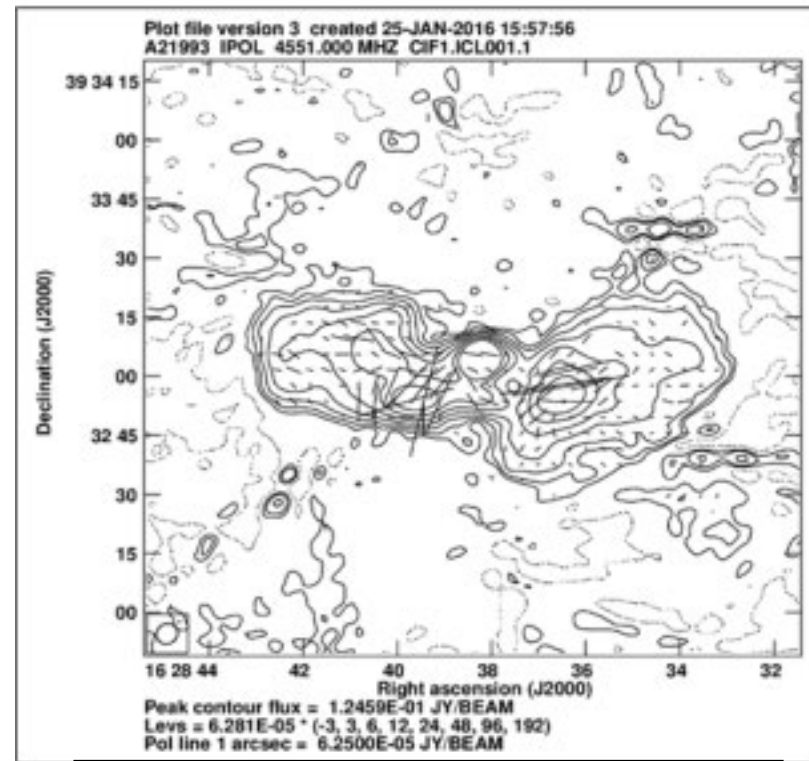 Plot file version 3 created 25-JAN-2016 15:57:56
A21993 IPOL 4551.000 MHZ CIF1.ICL001.1
39 34 15
00
33 45
30
15
00
32 45
30
15
00
Declination (J2000)
16 28 44 42 40 38 36 34 32
Right ascension (J2000)
Peak contour flux = 1.2459E-01 JY/BEAM
Levs = 6.281E-05 * (-3, 3, 6, 12, 24, 48, 96, 192)
Pol line 1 arcsec = 6.2500E-05 JY/BEAM